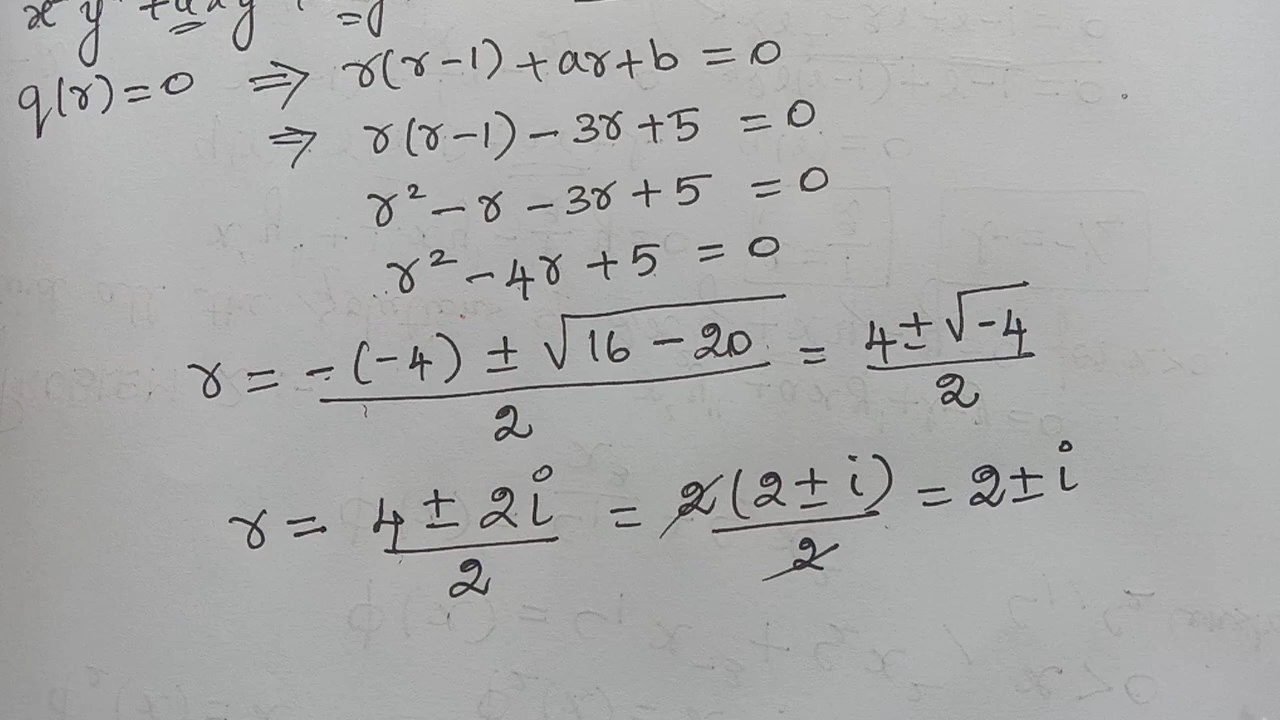 q(r) = 0 ⇒ r(r-1) + ar + b = 0
⇒ r(r-1) - 3r + 5 = 0
r² - r - 3r + 5 = 0
r² - 4r + 5 = 0
r = (-(-4) ± √(16 - 20))/2 = (4 ± √-4)/2
r = (4 ± 2i)/2 = 2(2 ± i)/2 = 2 ± i